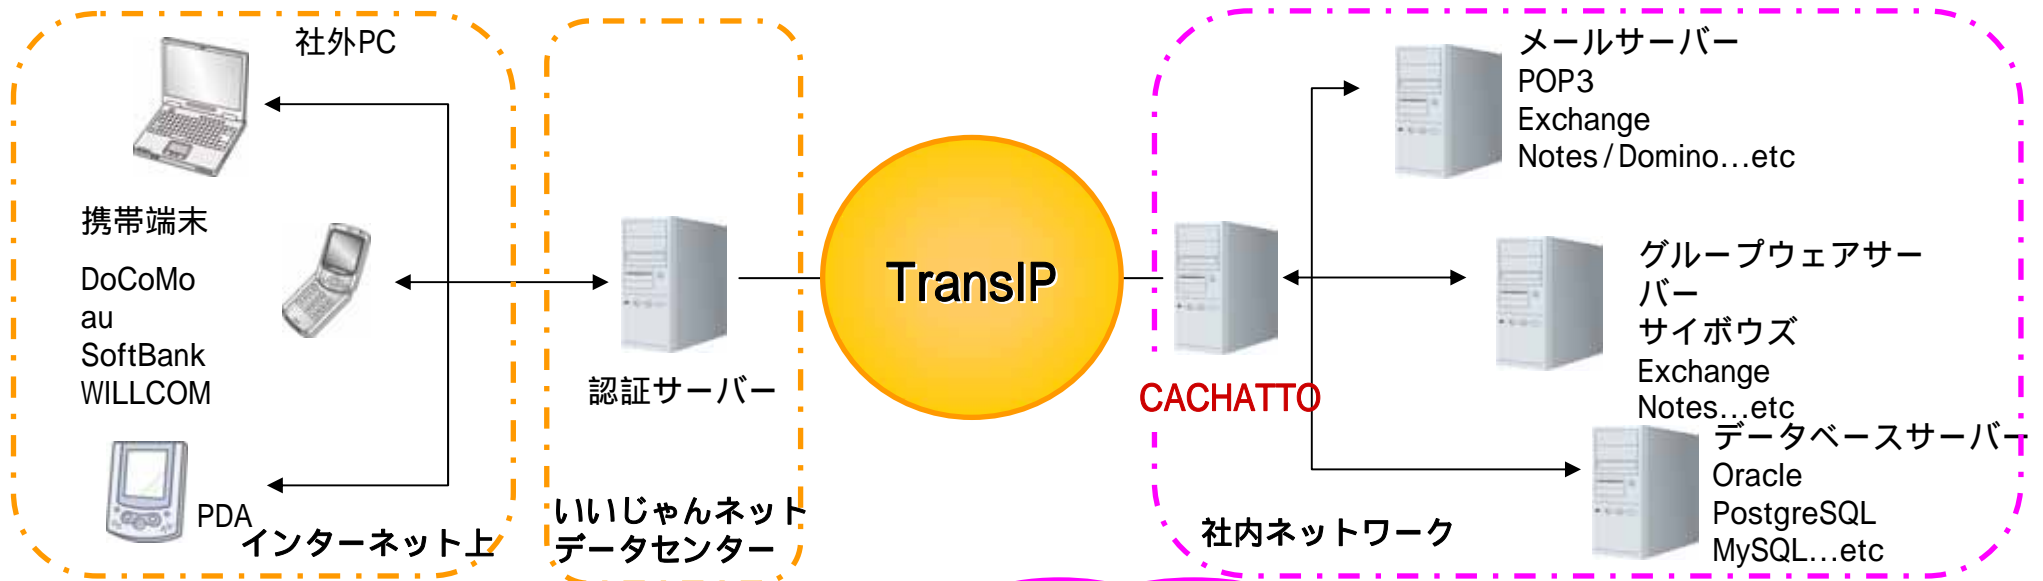 社外PC
携帯端末
DoCoMo
au
SoftBank
WILLCOM
PDA
インターネット上
認証サーバー
いいじゃんネット
データセンター
TransIP
CACHATTO
社内ネットワーク
メールサーバー
POP3
Exchange
Notes/Domino…etc
グループウェアサー
バー
サイボウズ
Exchange
Notes…etc
データベースサーバー
Oracle
PostgreSQL
MySQL…etc